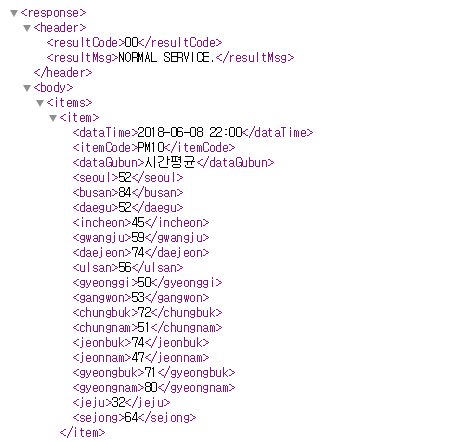 <response>
<header>
<resultCode>00</resultCode>
<resultMsg>NORMAL SERVICE.</resultMsg>
</header>
<body>
<items>
<item>
<dataTime>2018-06-08 22:00</dataTime>
<itemCode>PM10</itemCode>
<dataGubun>시간평균</dataGubun>
<seoul>52</seoul>
<busan>84</busan>
<daegu>52</daegu>
<incheon>45</incheon>
<gwangju>59</gwangju>
<daejeon>74</daejeon>
<ulsan>56</ulsan>
<gyeonggi>50</gyeonggi>
<gangwon>53</gangwon>
<chungbuk>72</chungbuk>
<chungnam>51</chungnam>
<jeonbuk>74</jeonbuk>
<jeonnam>47</jeonnam>
<gyeongbuk>71</gyeongbuk>
<gyeongnam>80</gyeongnam>
<jeju>32</jeju>
<sejong>64</sejong>
</item>